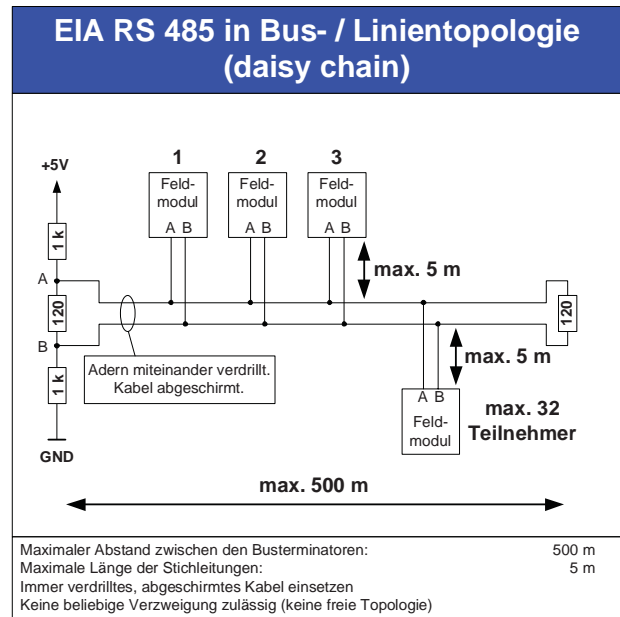 EIA RS 485 in Bus- / Linientopologie
(daisy chain)
1 2 3
+5V
Feld-
modul
A B
Feld-
modul
A B
Feld-
modul
A B
1 k
A
120
B
1 k
GND
max. 5 m
120
Adern miteinander verdrillt.
Kabel abgeschirmt.
max. 5 m
A B
Feld-
modul
max. 32
Teilnehmer
max. 500 m
Maximaler Abstand zwischen den Busterminatoren: 500 m
Maximale Länge der Stichleitungen: 5 m
Immer verdrilltes, abgeschirmtes Kabel einsetzen
Keine beliebige Verzweigung zulässig (keine freie Topologie)